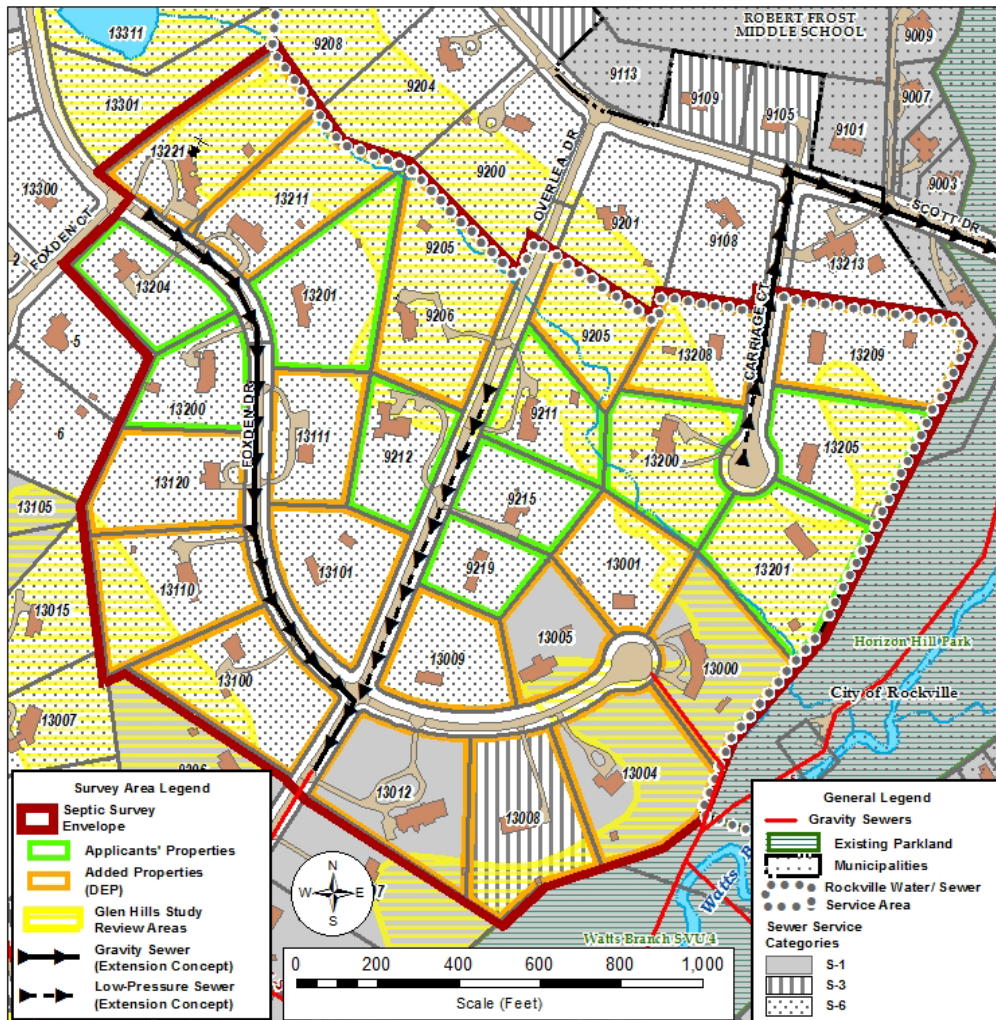 ROBERT FROST
MIDDLE SCHOOL
13311
9208
9009
9204
9113
13301
9109
9007
9105
9101
13221
9200
OVERLEA DR
13300
13211
9003
9201
SCOTT DR
FOXDEN CT
9108
2
9205
13213
13204
13201
9206
9205
CARRIAGE CT
5
13208
13209
13200
FOXDEN DR
9211
6
13111
9212
13200
13205
13120
9215
13105
13201
13101
9219
13001
13110
13015
13005
13000
Horizon Hill Park
13009
13100
City of Rockville
13007
9206
13004
13012
13008
Watts B
Watts Branch SVU 4
7
Survey Area Legend
Septic Survey
Envelope
Applicants' Properties
Added Properties
(DEP)
Glen Hills Study
Review Areas
Gravity Sewer
(Extension Concept)
Low-Pressure Sewer
(Extension Concept)
N
W E
S
0 200 400 600 800 1,000
Scale (Feet)
General Legend
Gravity Sewers
Existing Parkland
Municipalities
Rockville Water/ Sewer
Service Area
Sewer Service
Categories
S-1
S-3
S-6